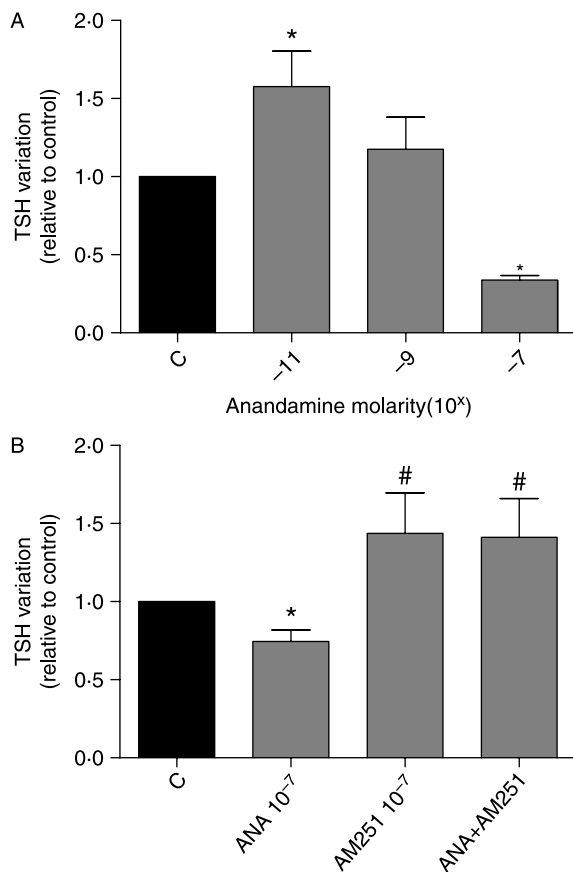 A
TSH variation
(relative to control)
2·0
1·5
1·0
0·5
0·0
*
*
C
–11
–9
–7
Anandamine molarity(10ˣ)
B
TSH variation
(relative to control)
2·0
1·5
1·0
0·5
0·0
*
#
#
C
ANA 10⁻⁷
AM251 10⁻⁷
ANA+AM251